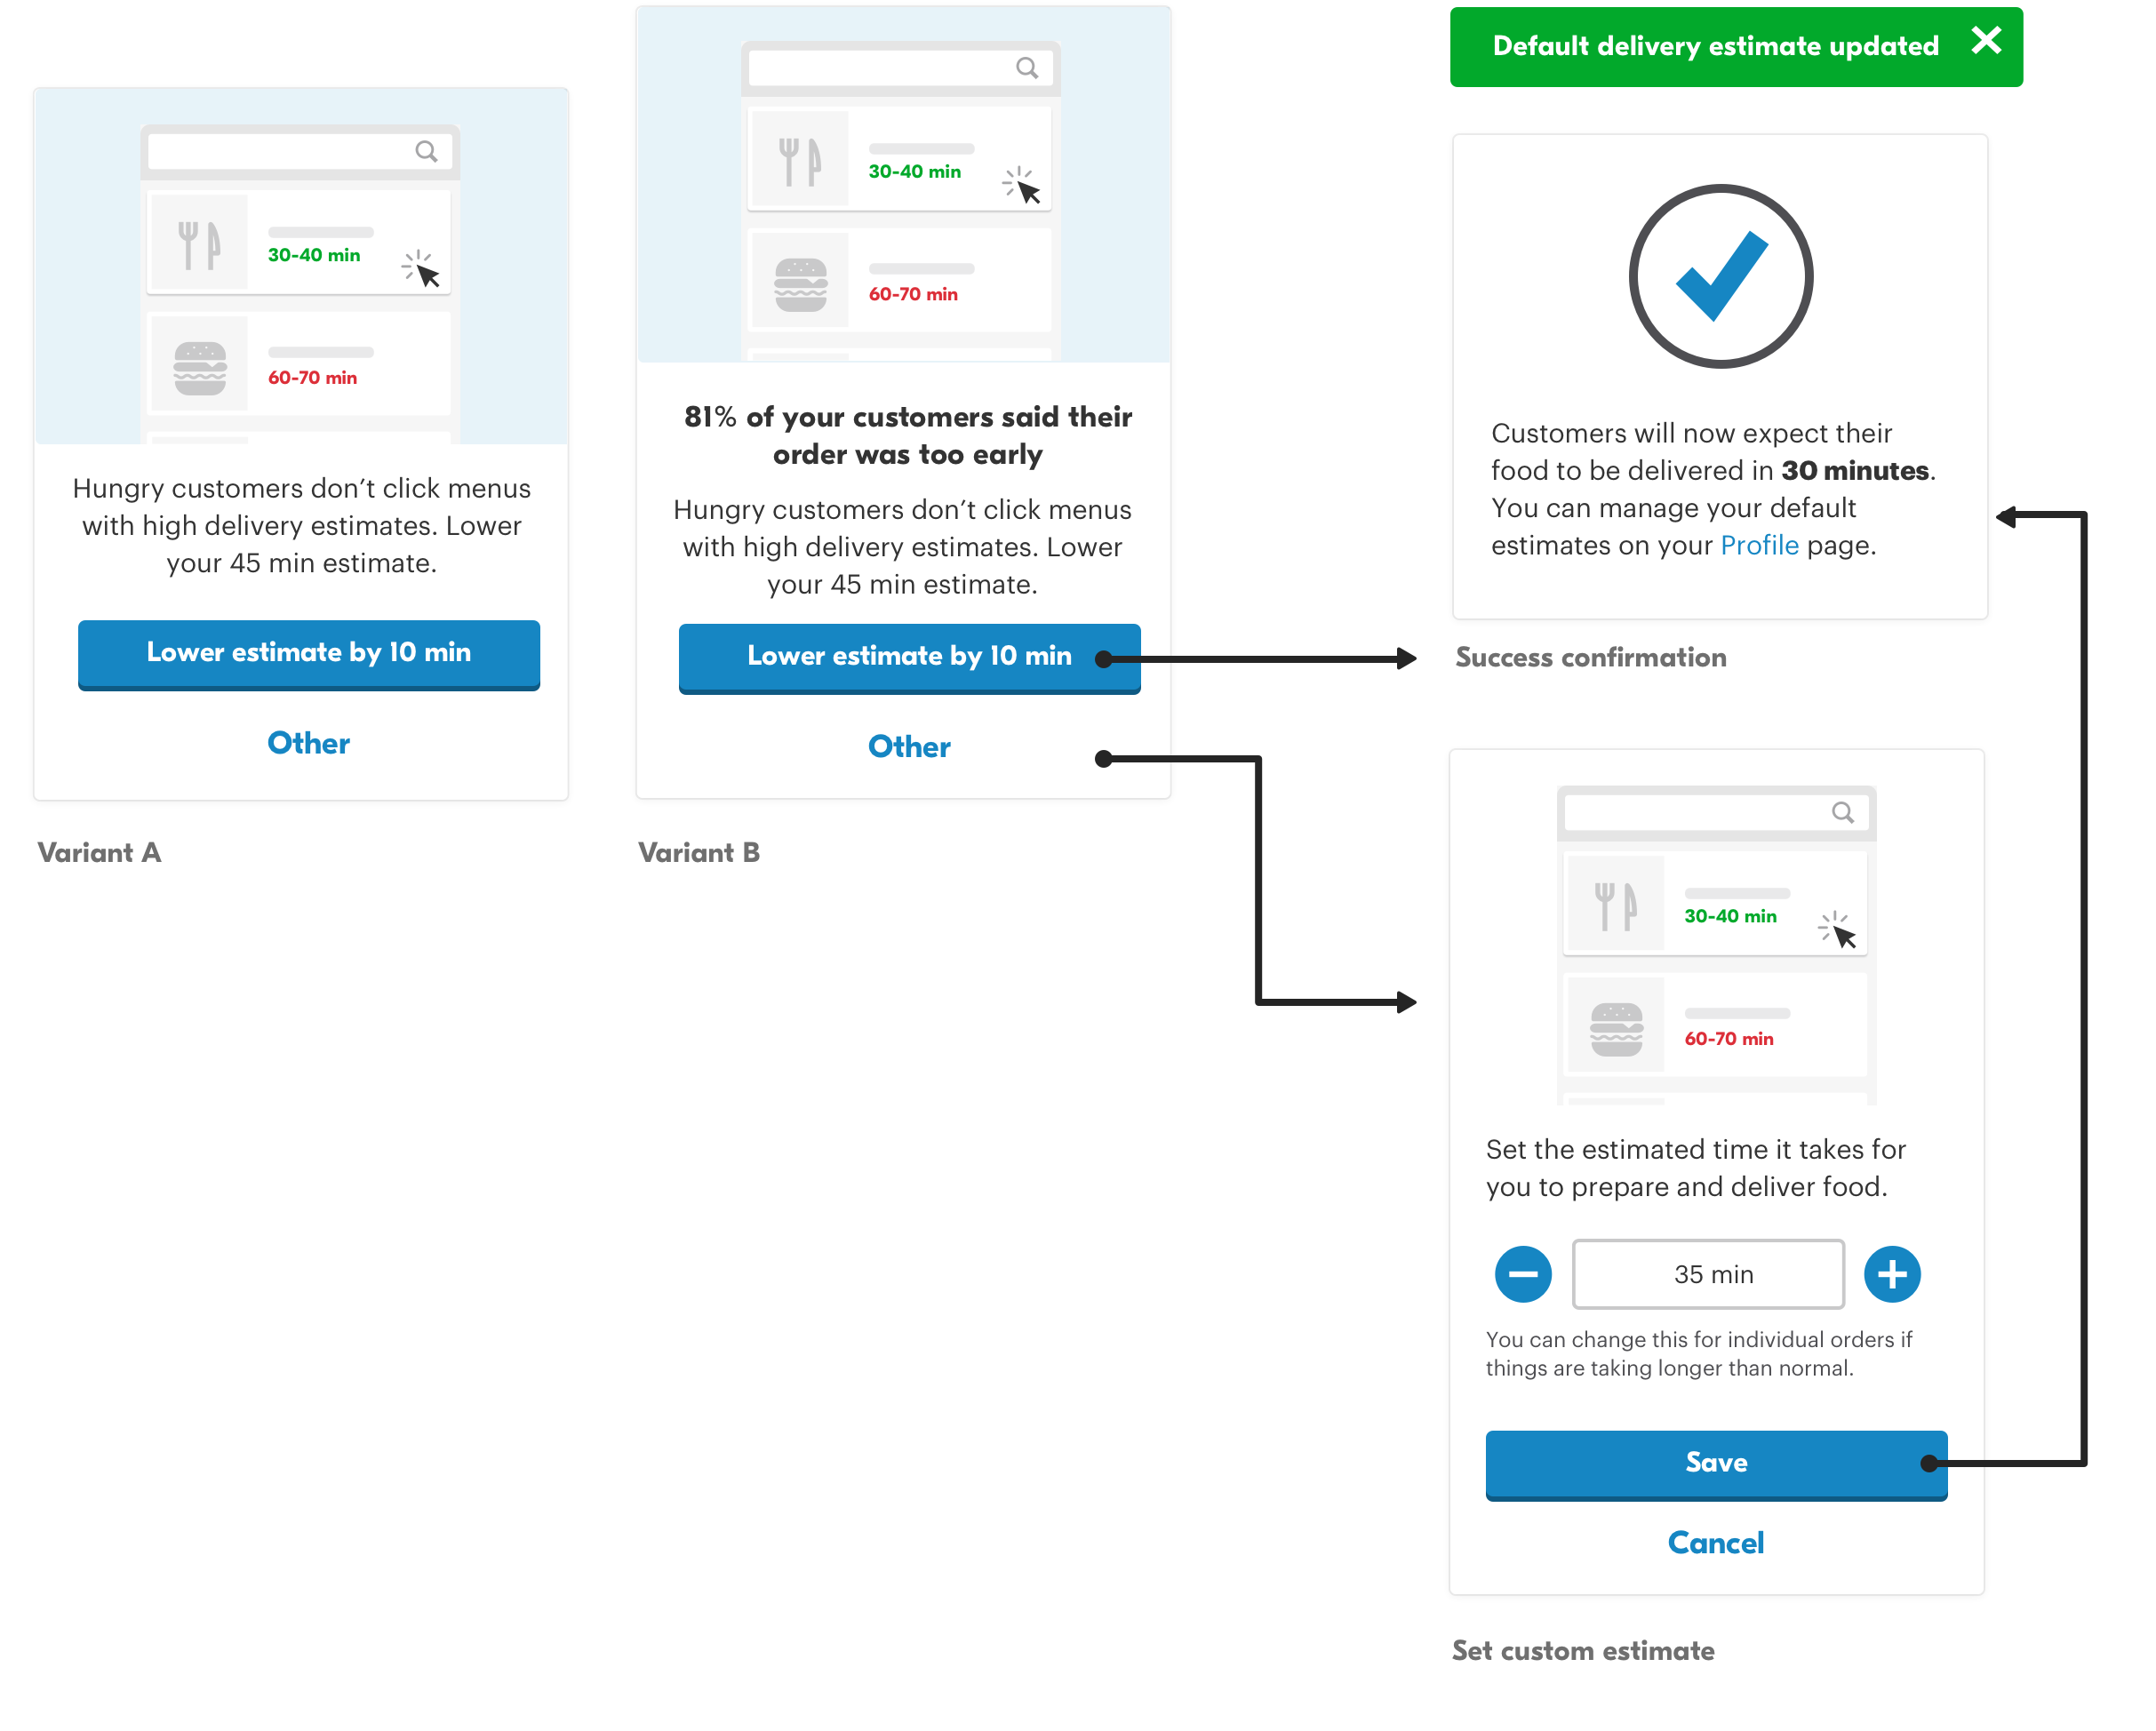 30-40 min
60-70 min
Hungry customers don’t click menus
with high delivery estimates. Lower
your 45 min estimate.
Lower estimate by 10 min
Other
Variant A
30-40 min
60-70 min
81% of your customers said their
order was too early
Hungry customers don’t click menus
with high delivery estimates. Lower
your 45 min estimate.
Lower estimate by 10 min
Other
Variant B
Default delivery estimate updated
Customers will now expect their
food to be delivered in 30 minutes.
You can manage your default
estimates on your Profile page.
Success confirmation
30-40 min
60-70 min
Set the estimated time it takes for
you to prepare and deliver food.
35 min
You can change this for individual orders if
things are taking longer than normal.
Save
Cancel
Set custom estimate